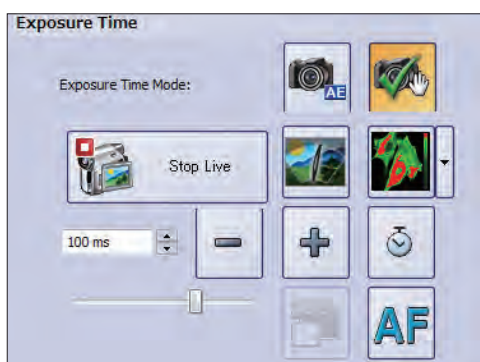 Exposure Time
AE
Exposure Time Mode:
Stop Live
100 ms
AF